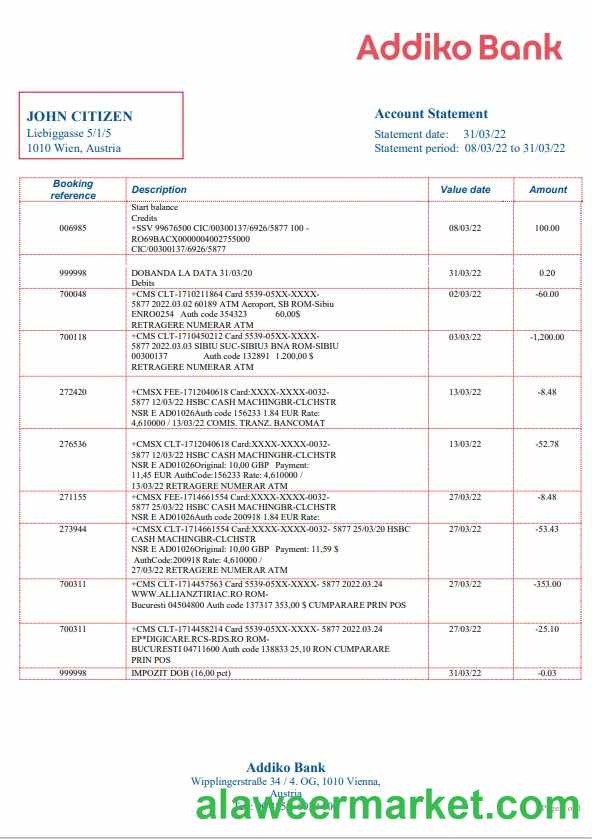 Addiko Bank
JOHN CITIZEN
Liebiggasse 5/1/5
1010 Wien, Austria
Account Statement
Statement date: 31/03/22
Statement period: 08/03/22 to 31/03/22
Booking reference Description Value date Amount
Start balance
Credits
006985 +SSV 99676500 CIC/00300137/6926/5877 100 - 08/03/22 100.00
RO69BACX0000004002755000
CIC/00300137/6926/5877
999998 DOBANDA LA DATA 31/03/20 31/03/22 0.20
Debits
700048 +CMS CLT-1710211864 Card 5539-05XX-XXXX- 02/03/22 -60.00
5877 2022.03.02 60189 ATM Aeroport, SB ROM-Sibiu
ENRO0254 Auth code 354323 60,00$
RETRAGERE NUMERAR ATM
700118 +CMS CLT-1710450212 Card 5539-05XX-XXXX- 03/03/22 -1,200.00
5877 2022.03.03 SIBIU SUC-SIBIU3 BNA ROM-SIBIU
00300137 Auth code 132891 1.200,00 $
RETRAGERE NUMERAR ATM
272420 +CMSX FEE-1712040618 Card:XXXX-XXXX-0032- 13/03/22 -8.48
5877 12/03/22 HSBC CASH MACHINGBR-CLCHSTR
NSR E AD01026Auth code 156233 1.84 EUR Rate:
4,610000 / 13/03/22 COMIS. TRANZ. BANCOMAT
276536 +CMSX CLT-1712040618 Card:XXXX-XXXX-0032- 13/03/22 -52.78
5877 12/03/22 HSBC CASH MACHINGBR-CLCHSTR
NSR E AD01026Original: 10,00 GBP Payment:
11,45 EUR AuthCode:156233 Rate: 4,610000 /
13/03/22 RETRAGERE NUMERAR ATM
271155 +CMSX FEE-1714661554 Card:XXXX-XXXX-0032- 27/03/22 -8.48
5877 25/03/22 HSBC CASH MACHINGBR-CLCHSTR
NSR E AD01026Auth code 200918 1.84 EUR Rate:
273944 +CMSX CLT-1714661554 Card:XXXX-XXXX-0032- 5877 25/03/20 HSBC 27/03/22 -53.43
CASH MACHINGBR-CLCHSTR
NSR E AD01026Original: 10,00 GBP Payment: 11,59 $
AuthCode:200918 Rate: 4,610000 /
27/03/22 RETRAGERE NUMERAR ATM
700311 +CMS CLT-1714457563 Card 5539-05XX-XXXX- 5877 2022.03.24 27/03/22 -353.00
WWW.ALLIANZTIRIAC.RO ROM-
Bucuresti 04504800 Auth code 137317 353,00 $ CUMPARARE PRIN POS
700311 +CMS CLT-1714458214 Card 5539-05XX-XXXX- 5877 2022.03.24 27/03/22 -25.10
EP*DIGICARE.RCS-RDS.RO ROM-
BUCURESTI 04711600 Auth code 138833 25,10 RON CUMPARARE
PRIN POS
999998 IMPOZIT DOB (16,00 pct) 31/03/22 -0.03
Addiko Bank
Wipplingerstraße 34 / 4. OG, 1010 Vienna,
Austria
alaweermarket.com